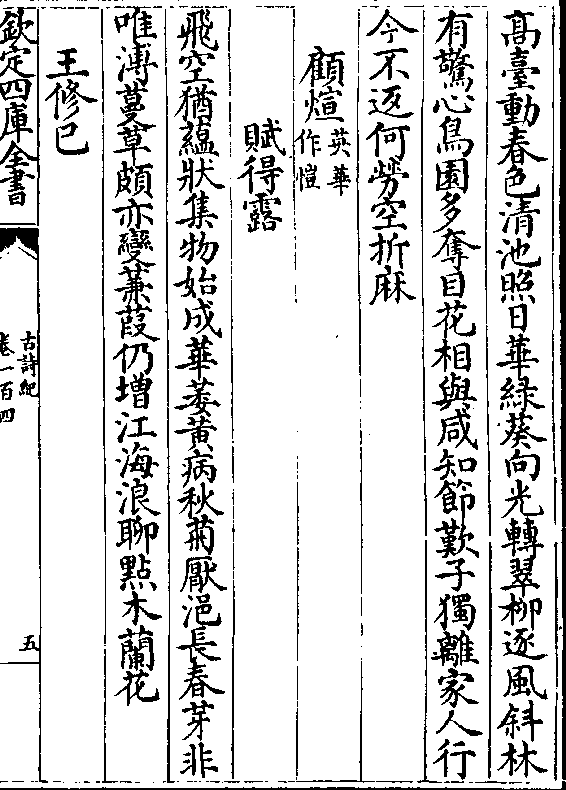 高臺動春色清池照日華綠葵向光轉翠柳逐風斜林
有驚心鳥園多奪目花相與咸知節歎子獨離家人行
今不返何勞空折麻
顧煊英華
作愷
賦得露
飛空猶蘊狀集物始成華萎黄病秋菊厭浥長春芽非
唯溥蔓草頗亦變蒹葭仍增江海浪聊點木蘭花
王修已
欽定四庫全書
古詩紀
卷一百四
五